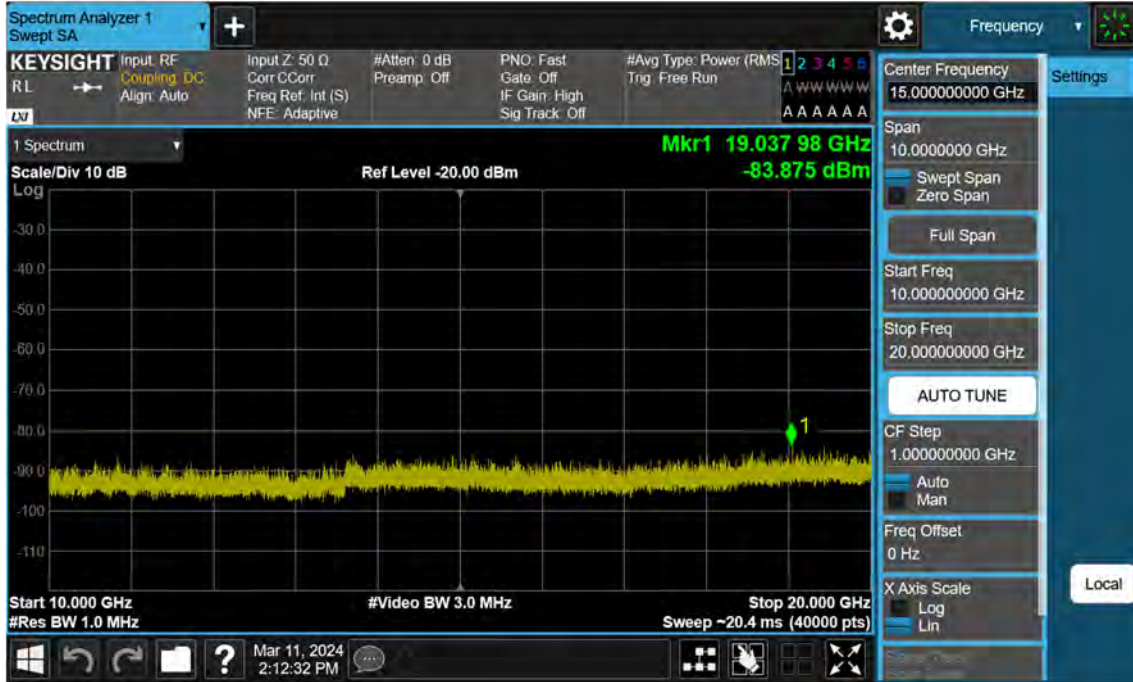 Spectrum Analyzer 1
Swept SA
+
Frequency
KEYSIGHT
RL
LXI
Input: RF
Coupling: DC
Align: Auto
Input Z: 50 Ω
Corr CCorr
Freq Ref: Int (S)
NFE: Adaptive
#Atten: 0 dB
Preamp: Off
PNO: Fast
Gate: Off
IF Gain: High
Sig Track: Off
#Avg Type: Power (RMS
Trig: Free Run
1 2 3 4 5 6
A W W W W W
A A A A A A
Center Frequency
15.000000000 GHz
Settings
Span
10.0000000 GHz
Swept Span
Zero Span
Full Span
Start Freq
10.000000000 GHz
Stop Freq
20.000000000 GHz
AUTO TUNE
CF Step
1.000000000 GHz
Auto
Man
Freq Offset
0 Hz
X Axis Scale
Log
Lin
Local
1 Spectrum
Scale/Div 10 dB
Ref Level -20.00 dBm
Mkr1 19.037 98 GHz
-83.875 dBm
Log
-30.0
-40.0
-50.0
-60.0
-70.0
-80.0
-90.0
-100
-110
1
Start 10.000 GHz
#Res BW 1.0 MHz
#Video BW 3.0 MHz
Stop 20.000 GHz
Sweep ~20.4 ms (40000 pts)
?
Mar 11, 2024
2:12:32 PM